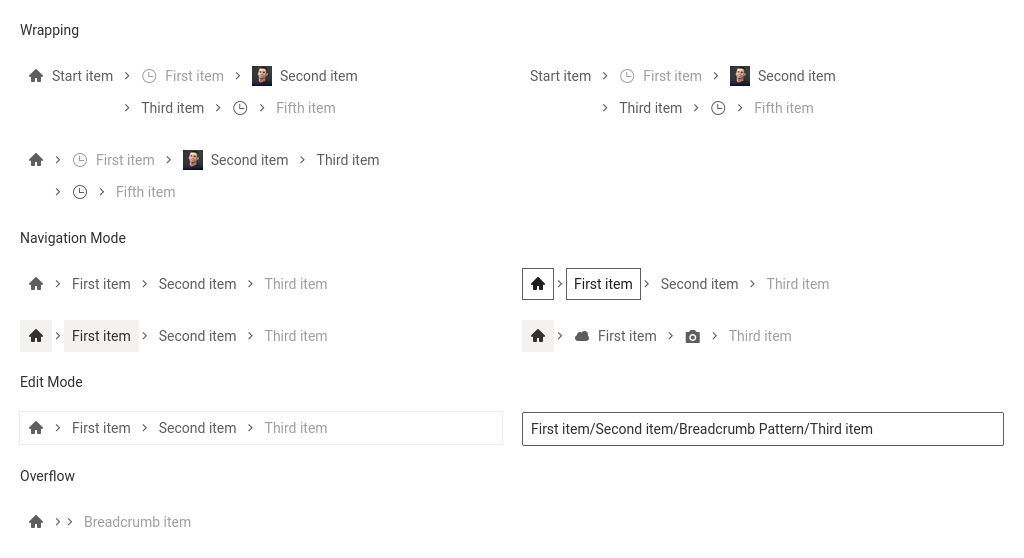 Wrapping
Start item First item Second item
Third item Fifth item
Start item First item Second item
Third item Fifth item
First item Second item Third item
Fifth item
Navigation Mode
First item Second item Third item
First item Second item Third item
First item Second item Third item
First item Third item
Edit Mode
First item Second item Third item
First item/Second item/Breadcrumb Pattern/Third item
Overflow
Breadcrumb item